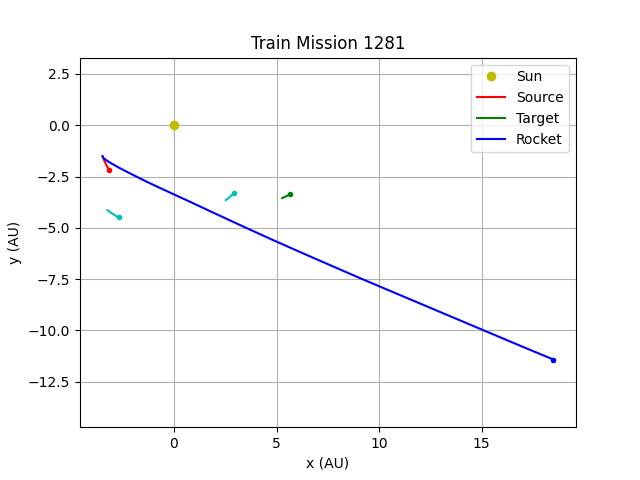 Train Mission 1281
Sun
Source
Target
Rocket
2.5
0.0
−2.5
−5.0
−7.5
−10.0
−12.5
y (AU)
0
5
10
15
x (AU)